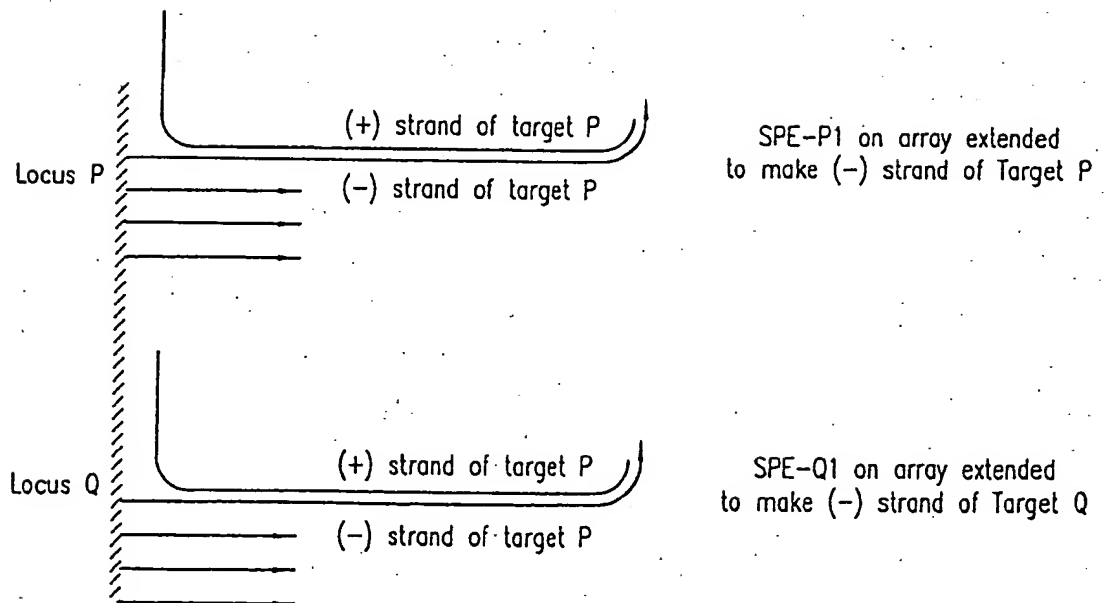 (+) strand of target P
SPE-P1 on array extended
to make (-) strand of Target P
Locus P
(-) strand of target P
(+) strand of target P
SPE-Q1 on array extended
to make (-) strand of Target Q
Locus Q
(-) strand of target P